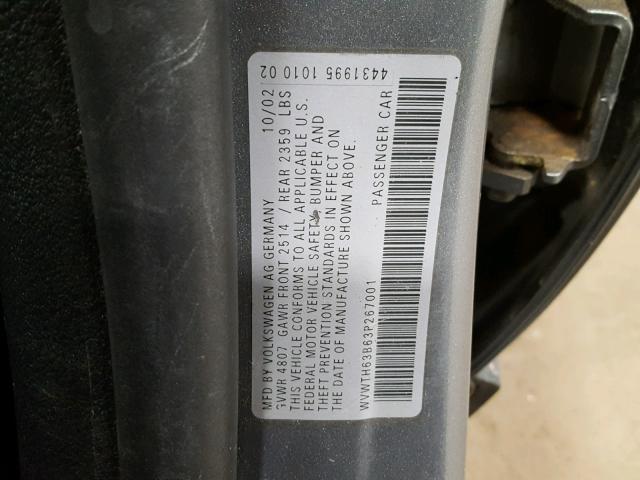 MFD BY VOLKSWAGEN AG GERMANY 10/02
GVWR 4807 GAWR FRONT 2514 / REAR 2359 LBS
THIS VEHICLE CONFORMS TO ALL APPLICABLE U.S.
FEDERAL MOTOR VEHICLE SAFETY, BUMPER AND
THEFT PREVENTION STANDARDS IN EFFECT ON
THE DATE OF MANUFACTURE SHOWN ABOVE.
WVWTH63B63P267001 PASSENGER CAR
4431995 1010 02